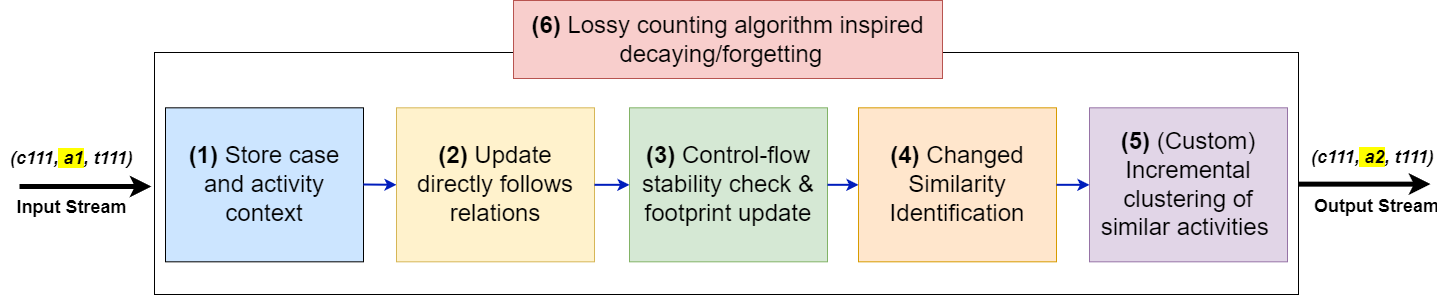 (6) Lossy counting algorithm inspired
decaying/forgetting
(c111, a1, t111)
Input Stream
(1) Store case
and activity
context
(2) Update
directly follows
relations
(3) Control-flow
stability check &
footprint update
(4) Changed
Similarity
Identification
(5) (Custom)
Incremental
clustering of
similar activities
(c111, a2, t111)
Output Stream